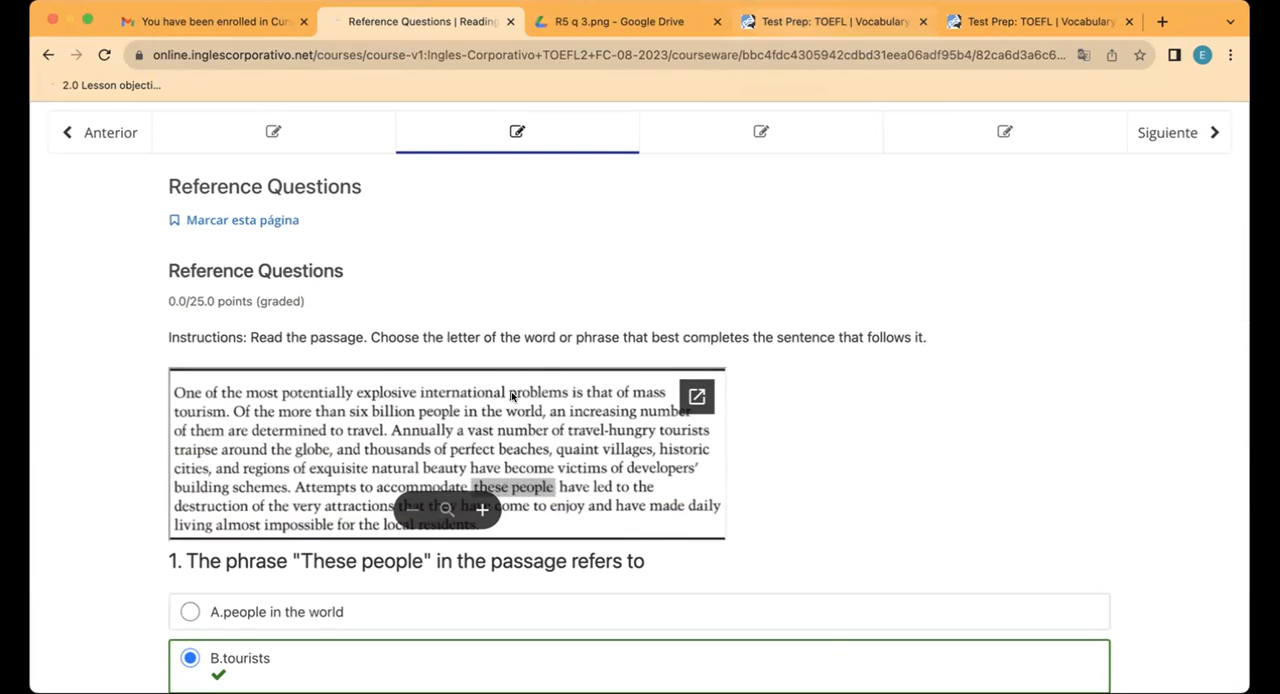 You have been enrolled in Cur
Reference Questions | Reading
R5 q 3.png - Google Drive
Test Prep: TOEFL | Vocabulary
Test Prep: TOEFL | Vocabulary
online.inglescorporativo.net/courses/course-v1:Ingles-Corporativo+TOEFL2+FC-08-2023/courseware/bbc4fdc4305942cdbd31eea06adf95b4/82ca6d3a6c6...
E
2.0 Lesson objecti...
Anterior
Siguiente
Reference Questions
Marcar esta página
Reference Questions
0.0/25.0 points (graded)
Instructions: Read the passage. Choose the letter of the word or phrase that best completes the sentence that follows it.
One of the most potentially explosive international problems is that of mass
tourism. Of the more than six billion people in the world, an increasing number
of them are determined to travel. Annually a vast number of travel-hungry tourists
traipse around the globe, and thousands of perfect beaches, quaint villages, historic
cities, and regions of exquisite natural beauty have become victims of developers'
building schemes. Attempts to accommodate these people have led to the
destruction of the very attractions that they have come to enjoy and have made daily
living almost impossible for the local residents.
1. The phrase "These people" in the passage refers to
A.people in the world
B.tourists